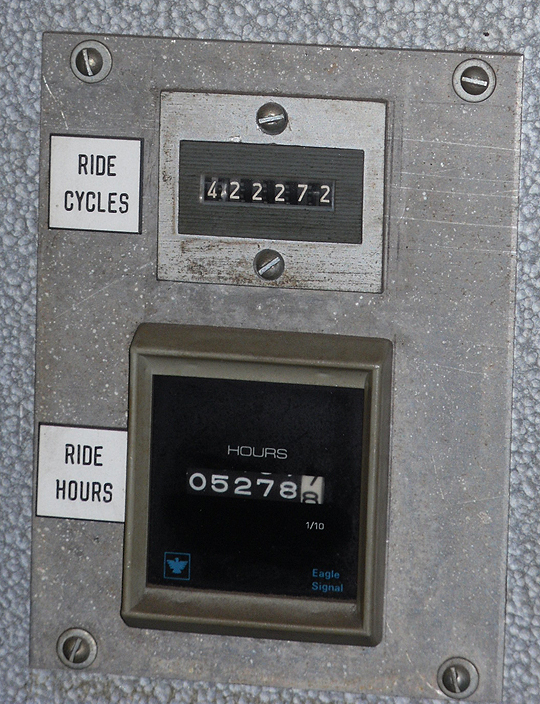 RIDE
CYCLES
422272
RIDE
HOURS
HOURS
05278
1/10
Eagle
Signal